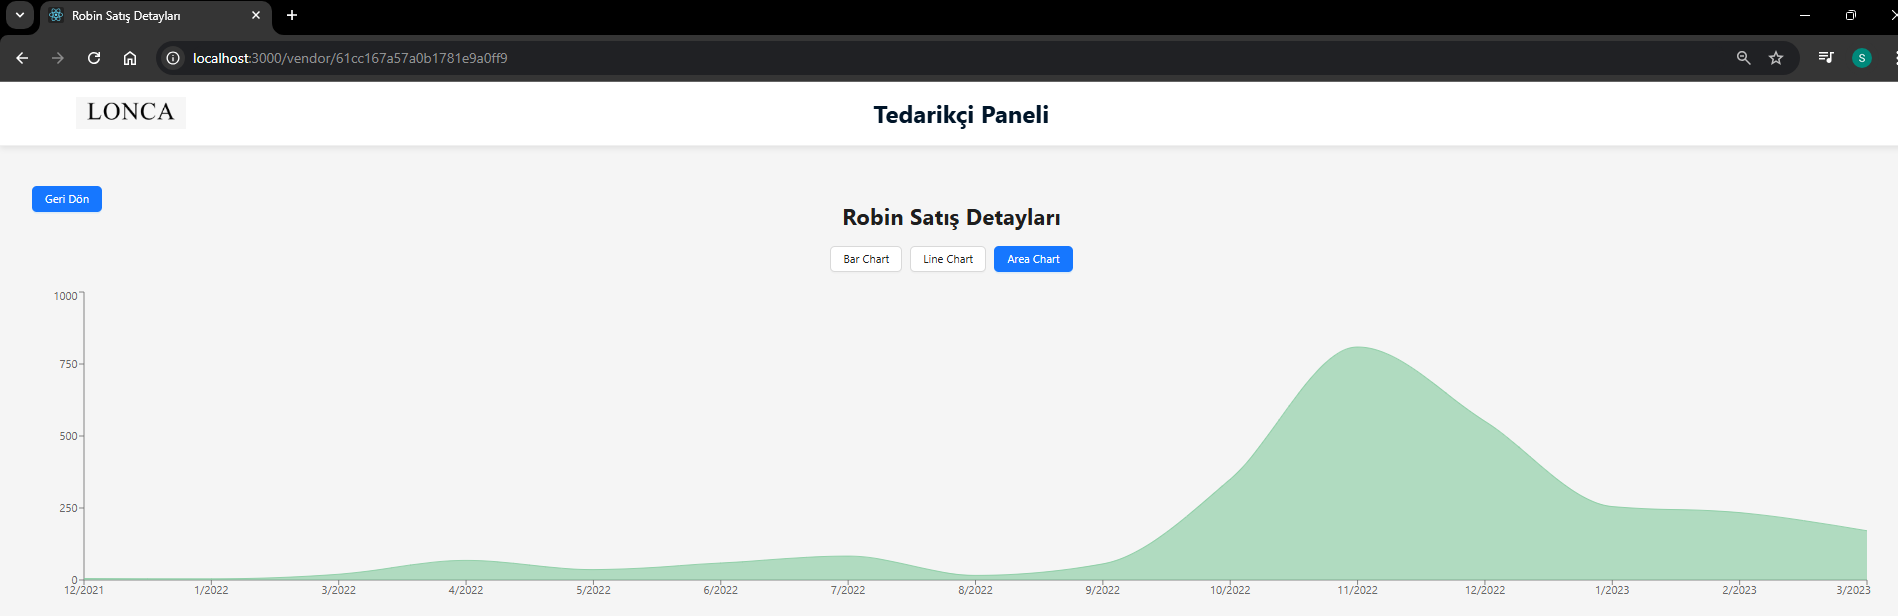 Robin Satış Detayları
localhost:3000/vendor/61cc167a57a0b1781e9a0ff9
S
LONCA
Tedarikçi Paneli
Geri Dön
Robin Satış Detayları
Bar Chart
Line Chart
Area Chart
1000
750
500
250
0
12/2021 1/2022 3/2022 4/2022 5/2022 6/2022 7/2022 8/2022 9/2022 10/2022 11/2022 12/2022 1/2023 2/2023 3/2023